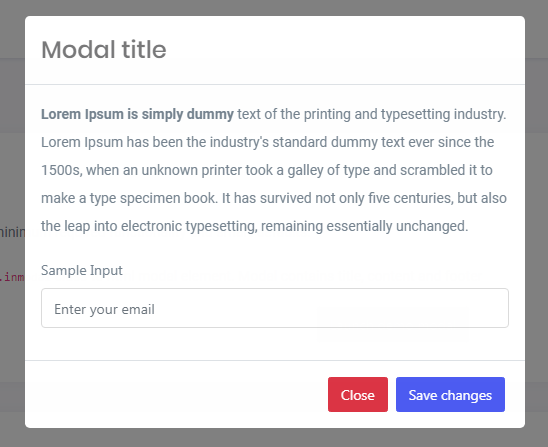 Modal title
Lorem Ipsum is simply dummy text of the printing and typesetting industry.
Lorem Ipsum has been the industry's standard dummy text ever since the
1500s, when an unknown printer took a galley of type and scrambled it to
make a type specimen book. It has survived not only five centuries, but also
the leap into electronic typesetting, remaining essentially unchanged.
Sample Input
Enter your email
Close
Save changes